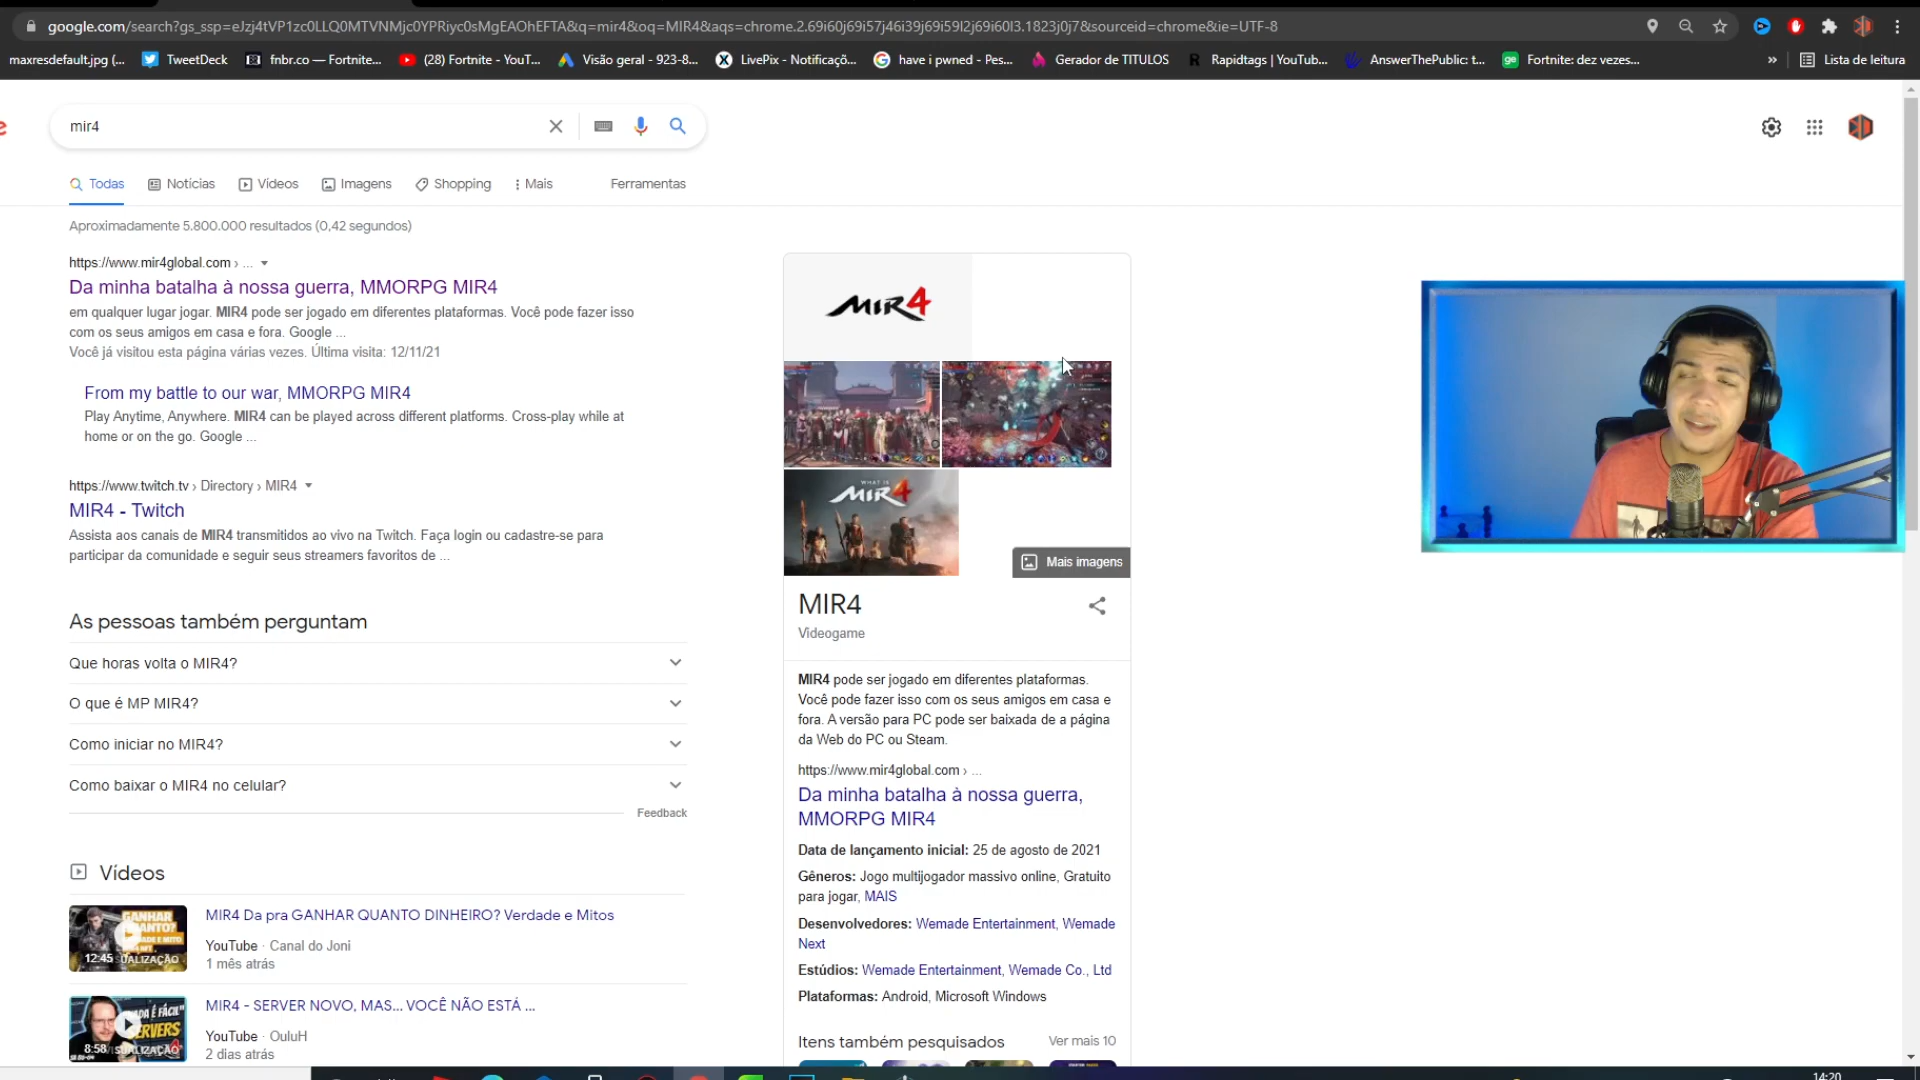 google.com/search?gs_ssp=eJzj4tVP1zc0LLQ0MTVNMjc0YPRiyc0sMgEAOhEFTA&q=mir4&oq=MIR4&aqs=chrome.2.69i60j69i57j46i39j69i59l2j69i60l3.1823j0j7&sourceid=chrome&ie=UTF-8
maxresdefault.jpg (... TweetDeck fnbr.co — Fortnite... (28) Fortnite - YouT... Visão geral - 923-8... LivePix - Notificaçõ... have i pwned - Pes... Gerador de TITULOS Rapidtags | YouTub... AnswerThePublic: t... Fortnite: dez vezes... » Lista de leitura
mir4
Todas Notícias Vídeos Imagens Shopping Mais Ferramentas
Aproximadamente 5.800.000 resultados (0,42 segundos)
https://www.mir4global.com › ...
Da minha batalha à nossa guerra, MMORPG MIR4
em qualquer lugar jogar. MIR4 pode ser jogado em diferentes plataformas. Você pode fazer isso
com os seus amigos em casa e fora. Google ...
Você já visitou esta página várias vezes. Última visita: 12/11/21
From my battle to our war, MMORPG MIR4
Play Anytime, Anywhere. MIR4 can be played across different platforms. Cross-play while at
home or on the go. Google ...
https://www.twitch.tv › Directory › MIR4
MIR4 - Twitch
Assista aos canais de MIR4 transmitidos ao vivo na Twitch. Faça login ou cadastre-se para
participar da comunidade e seguir seus streamers favoritos de ...
As pessoas também perguntam
Que horas volta o MIR4?
O que é MP MIR4?
Como iniciar no MIR4?
Como baixar o MIR4 no celular?
Feedback
Vídeos
GANHAR
QUANTO?
12:45
MIR4 Da pra GANHAR QUANTO DINHEIRO? Verdade e Mitos
YouTube · Canal do Joni
1 mês atrás
SERVERS
8:58
MIR4 - SERVER NOVO, MAS... VOCÊ NÃO ESTÁ ...
YouTube · OuluH
2 dias atrás
MIR4
WHAT IS
MIR4
Mais imagens
MIR4
Videogame
MIR4 pode ser jogado em diferentes plataformas.
Você pode fazer isso com os seus amigos em casa e
fora. A versão para PC pode ser baixada de a página
da Web do PC ou Steam.
https://www.mir4global.com › ...
Da minha batalha à nossa guerra,
MMORPG MIR4
Data de lançamento inicial: 25 de agosto de 2021
Gêneros: Jogo multijogador massivo online, Gratuito
para jogar, MAIS
Desenvolvedores: Wemade Entertainment, Wemade
Next
Estúdios: Wemade Entertainment, Wemade Co., Ltd
Plataformas: Android, Microsoft Windows
Itens também pesquisados Ver mais 10
14:20